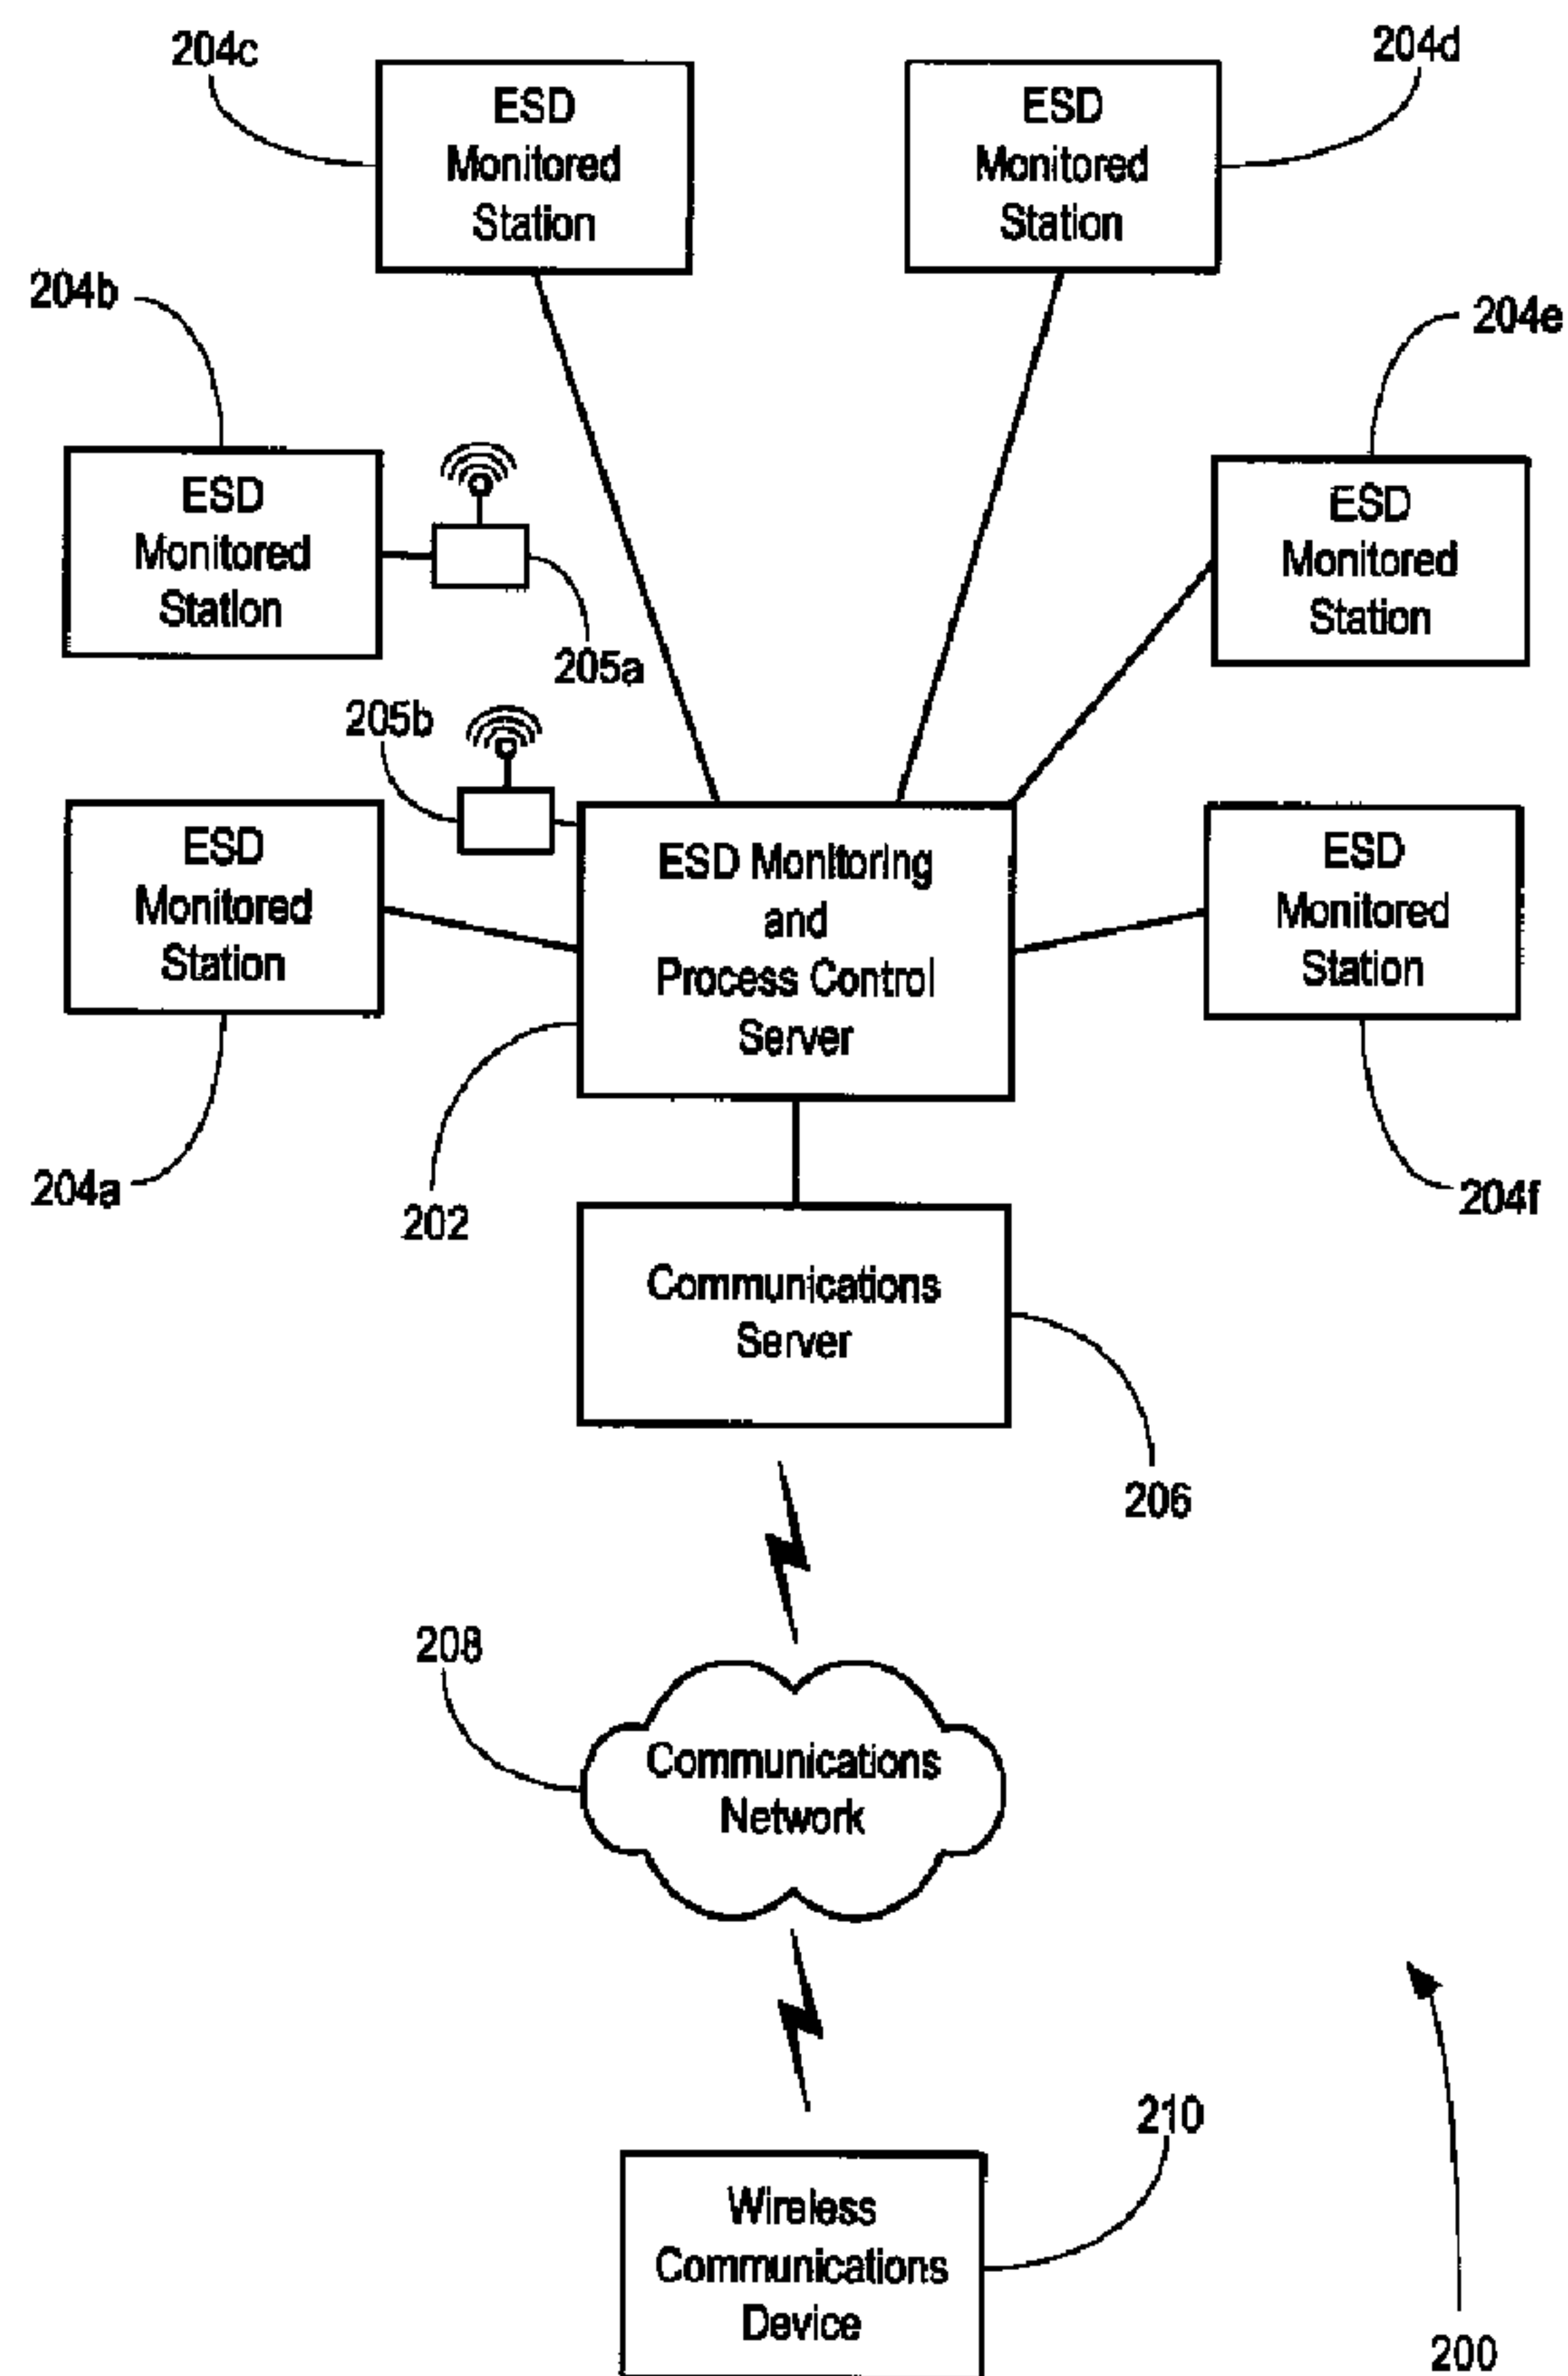 204c
204d
ESD
Monitored
Station
ESD
Monitored
Station
204b
204e
ESD
Monitored
Station
ESD
Monitored
Station
205a
205b
ESD
Monitored
Station
ESD Monitoring
and
Process Control
Server
ESD
Monitored
Station
204a
202
204f
Communications
Server
206
208
Communications
Network
210
Wireless
Communications
Device
200